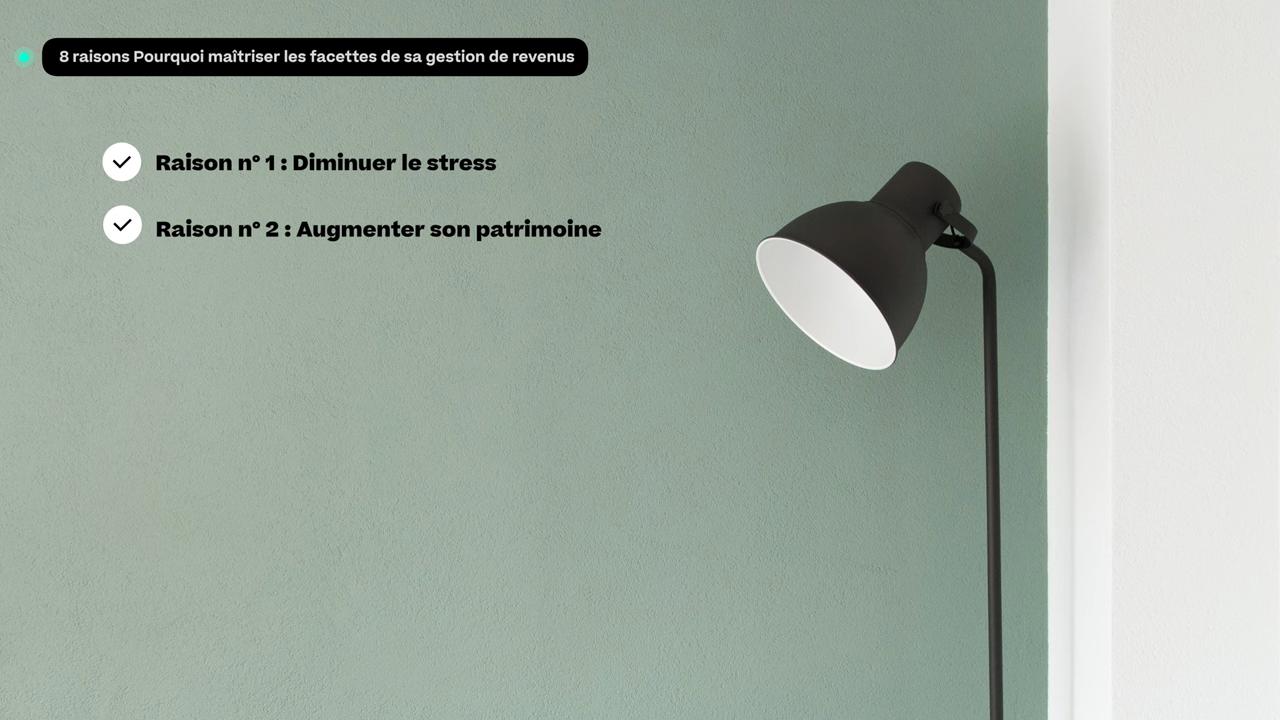 8 raisons Pourquoi maîtriser les facettes de sa gestion de revenus
Raison n° 1 : Diminuer le stress
Raison n° 2 : Augmenter son patrimoine